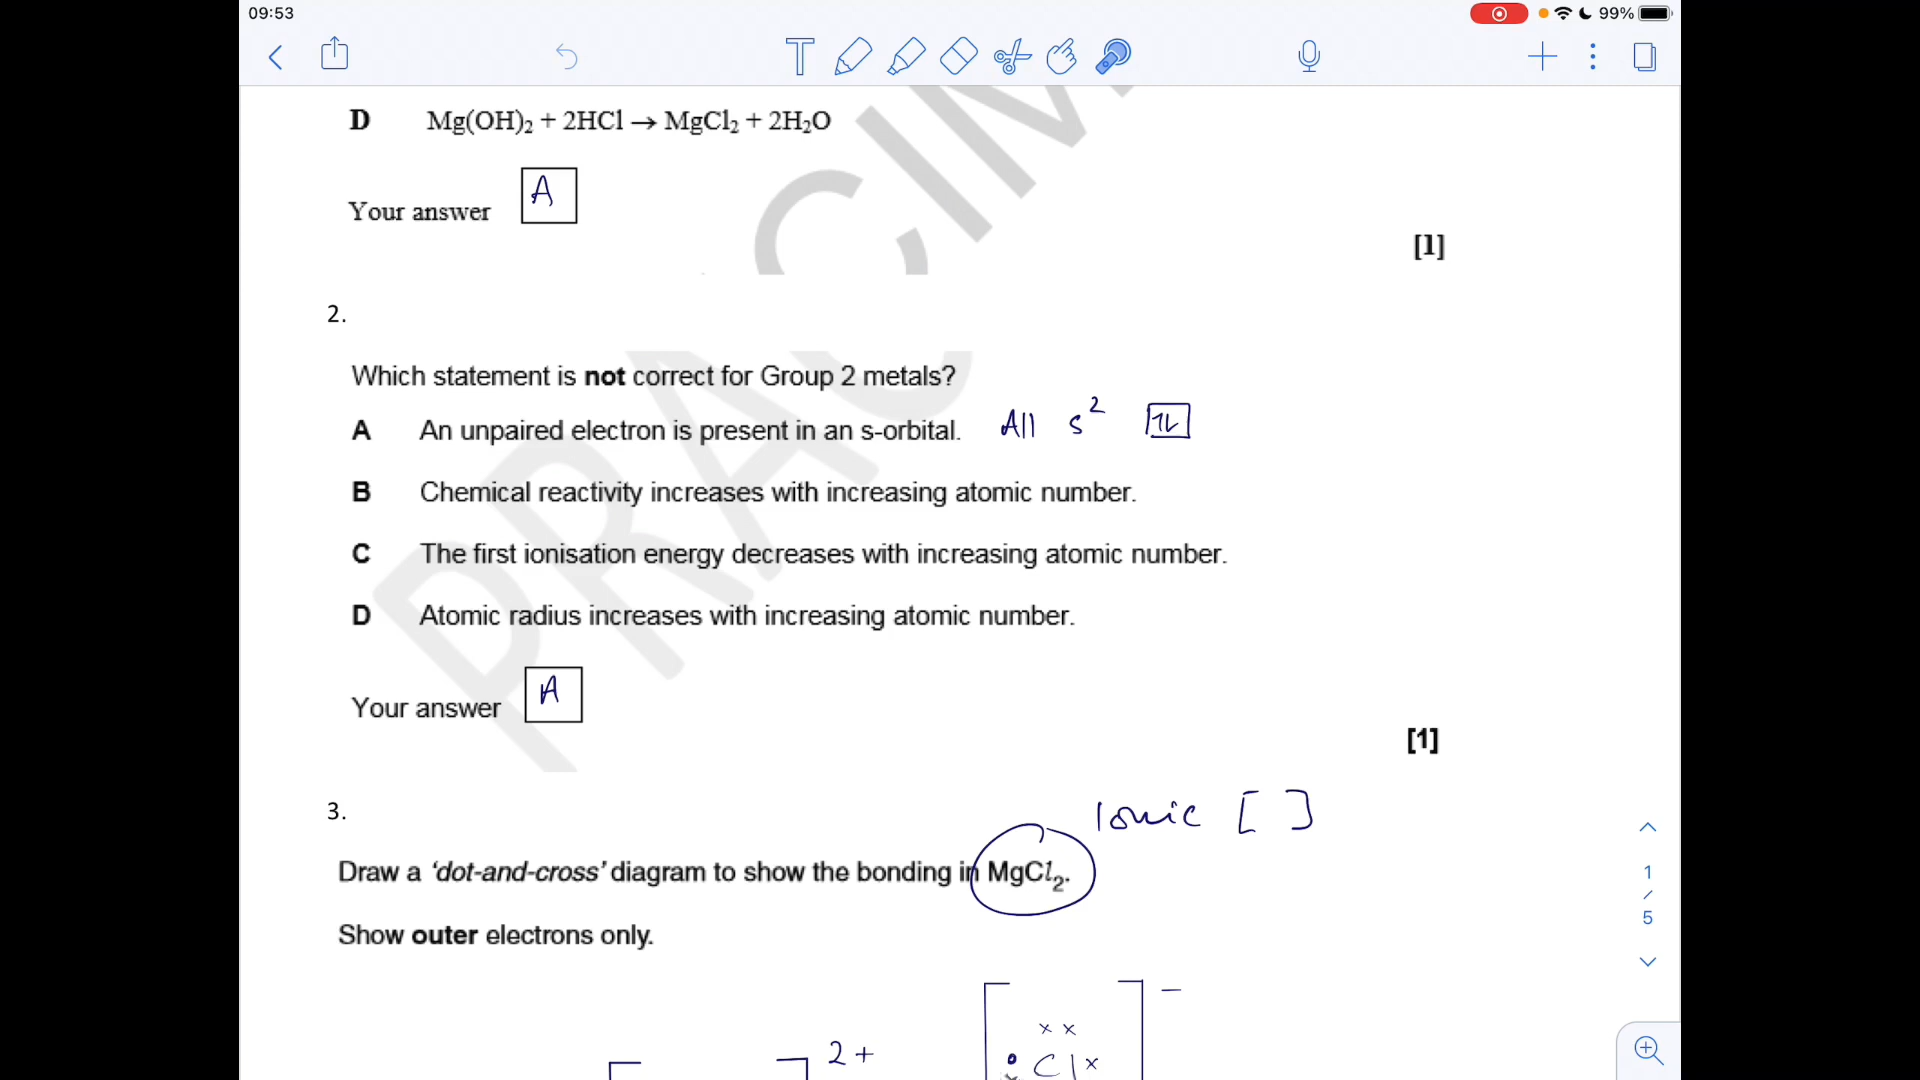 09:53
99%
D Mg(OH)₂ + 2HCl → MgCl₂ + 2H₂O
Your answer A
[1]
2.
Which statement is not correct for Group 2 metals?
A An unpaired electron is present in an s-orbital. All s² ↿⇂
B Chemical reactivity increases with increasing atomic number.
C The first ionisation energy decreases with increasing atomic number.
D Atomic radius increases with increasing atomic number.
Your answer A
[1]
3.
Ionic [ ]
Draw a ‘dot-and-cross’ diagram to show the bonding in MgCl₂.
Show outer electrons only.
1
/
5
[ ] 2+
[ xx Cl x ] −